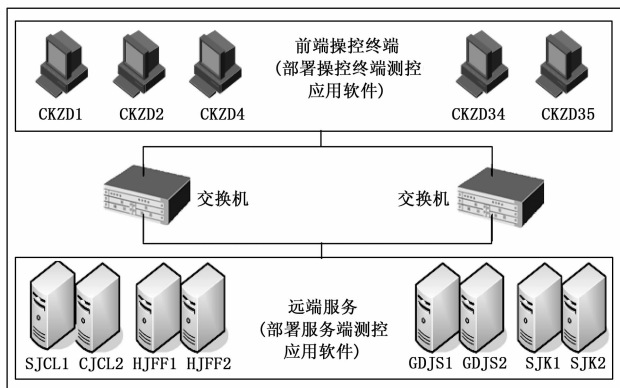 前端操控终端
(部署操控终端测控
应用软件)
CKZD1
CKZD2
CKZD4
CKZD34
CKZD35
交换机
交换机
远端服务
(部署服务端测控
应用软件)
SJCL1
CJCL2
HJFF1
HJFF2
GDJS1
GDJS2
SJK1
SJK2